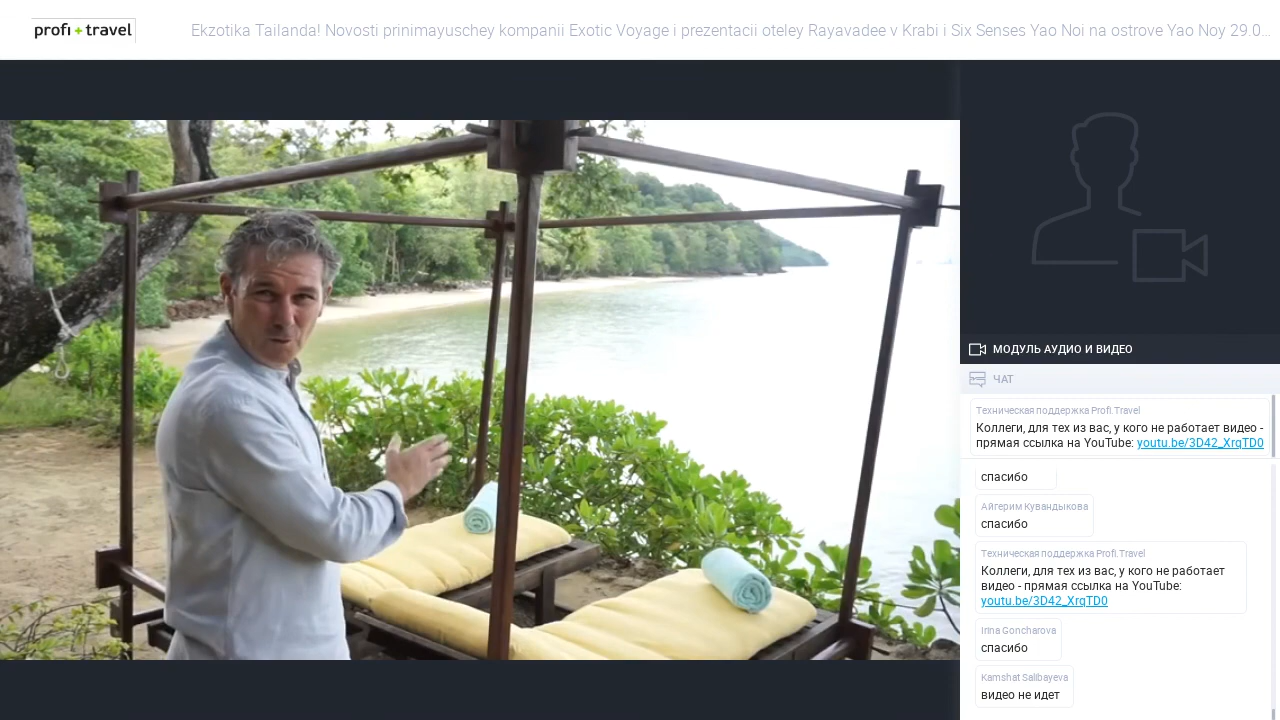 profi + travel
Ekzotika Tailanda! Novosti prinimayuschey kompanii Exotic Voyage i prezentacii oteley Rayavadee v Krabi i Six Senses Yao Noi na ostrove Yao Noy 29.0...
МОДУЛЬ АУДИО И ВИДЕО
ЧАТ
Техническая поддержка Profi.Travel
Коллеги, для тех из вас, у кого не работает видео -
прямая ссылка на YouTube: youtu.be/3D42_XrqTD0
спасибо
Айгерим Кувандыкова
спасибо
Техническая поддержка Profi.Travel
Коллеги, для тех из вас, у кого не работает
видео - прямая ссылка на YouTube:
youtu.be/3D42_XrqTD0
Irina Goncharova
спасибо
Kamshat Salibayeva
видео не идет